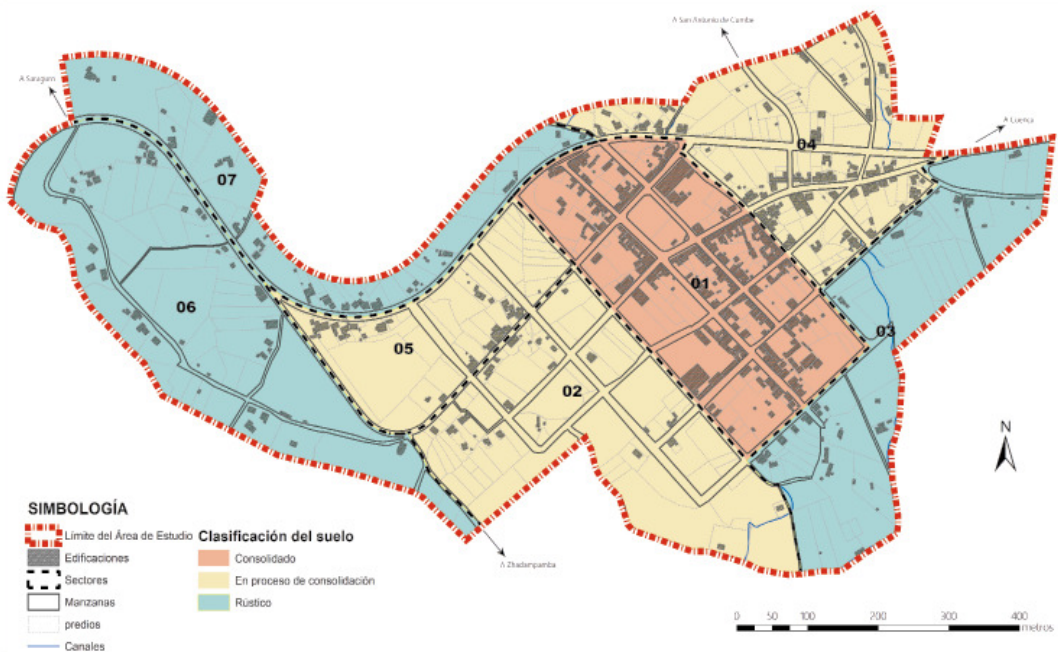 A San Antonio de Cumbe
A Saraguro
A Cuenca
04
07
01
06
03
05
02
N
SIMBOLOGÍA
Límite del Área de Estudio
Edificaciones
Sectores
Manzanas
predios
Canales
Clasificación del suelo
Consolidado
En proceso de consolidación
Rústico
A Zhadampamba
0 50 100 200 300 400
metros